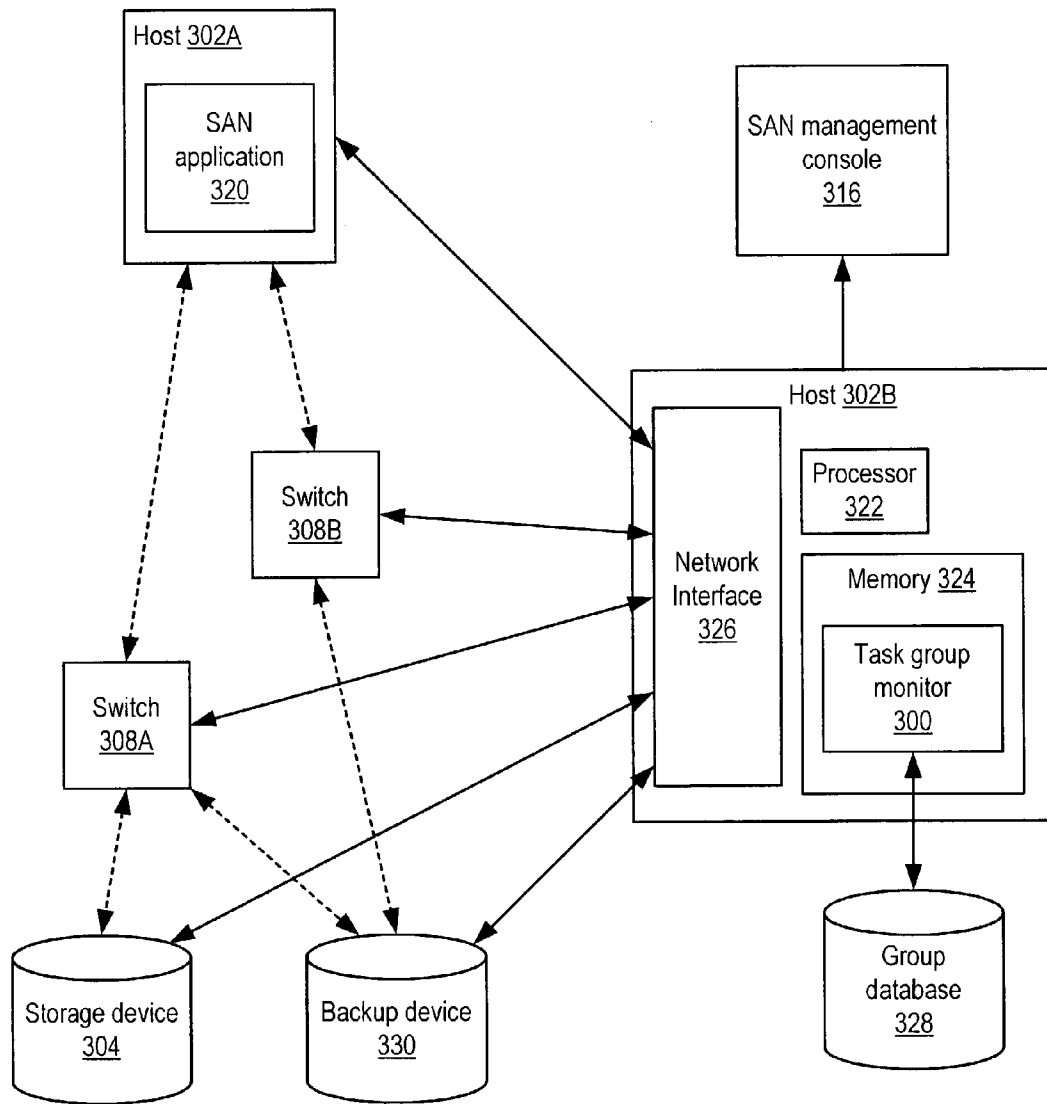 Host 302A
SAN
application
320
SAN management
console
316
Host 302B
Processor
322
Switch
308B
Network
Interface
326
Memory 324
Task group
monitor
300
Switch
308A
Storage device
304
Backup device
330
Group
database
328